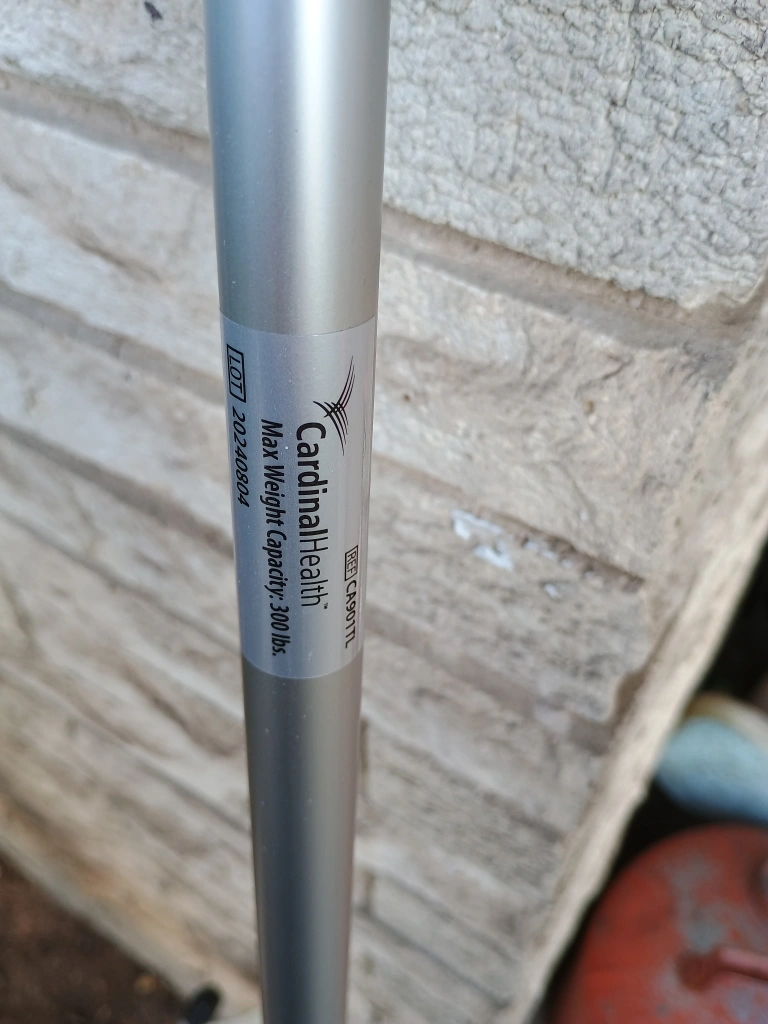 REF CA901TL
CardinalHealth™
Max Weight Capacity: 300 lbs.
LOT 20240804